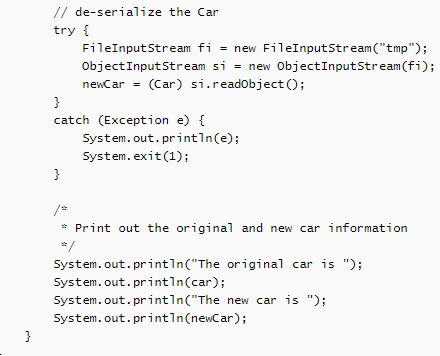 // de-serialize the Car
try {
FileInputStream fi = new FileInputStream("tmp");
ObjectInputStream si = new ObjectInputStream(fi);
newCar = (Car) si.readObject();
}
catch (Exception e) {
System.out.println(e);
System.exit(1);
}
/*
* Print out the original and new car information
*/
System.out.println("The original car is ");
System.out.println(car);
System.out.println("The new car is ");
System.out.println(newCar);
}